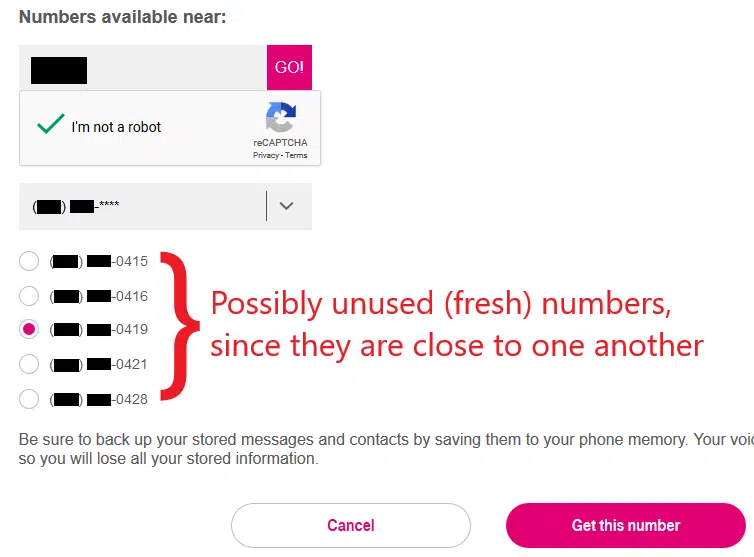 Numbers available near:
GO!
I'm not a robot
reCAPTCHA
Privacy - Terms
( ) -****
( ) -0415
( ) -0416
( ) -0419
( ) -0421
( ) -0428
Possibly unused (fresh) numbers,
since they are close to one another
Be sure to back up your stored messages and contacts by saving them to your phone memory. Your
so you will lose all your stored information.
Cancel
Get this number